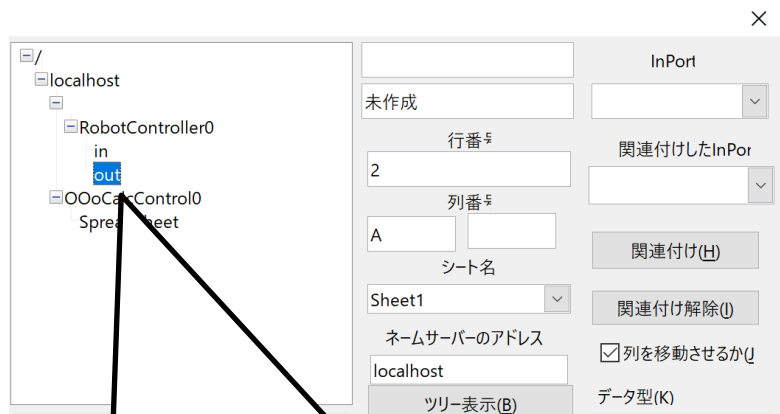 /
localhost
RobotController0
in
out
OOoCalcControl0
未作成
行番号
2
列番号
A
シート名
Sheet1
ネームサーバーのアドレス
localhost
ツリー表示(B)
InPort
関連付けしたInPor
関連付け(H)
関連付け解除(I)
列を移動させるか(J
データ型(K)